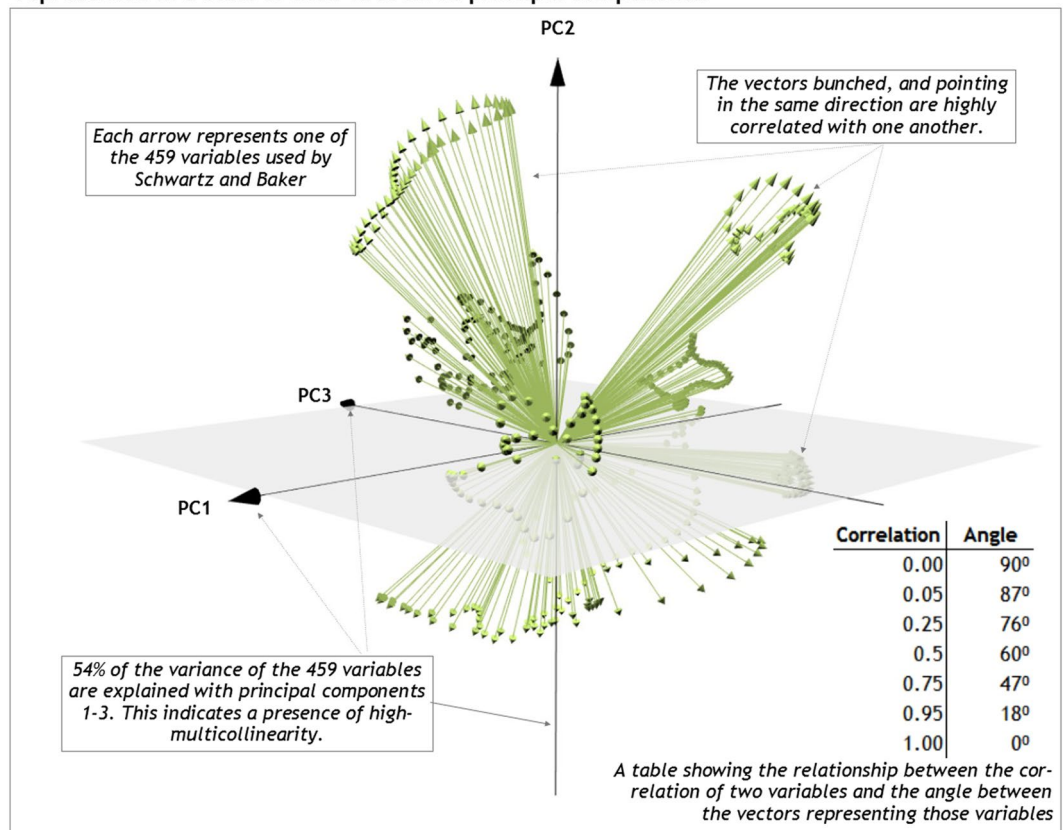 PC2
The vectors bunched, and pointing
in the same direction are highly
correlated with one another.
Each arrow represents one of
the 459 variables used by
Schwartz and Baker
PC3
PC1
Correlation Angle
0.00 90⁰
0.05 87⁰
0.25 76⁰
0.5 60⁰
0.75 47⁰
0.95 18⁰
1.00 0⁰
54% of the variance of the 459 variables
are explained with principal components
1-3. This indicates a presence of high-
multicollinearity.
A table showing the relationship between the cor-
relation of two variables and the angle between
the vectors representing those variables